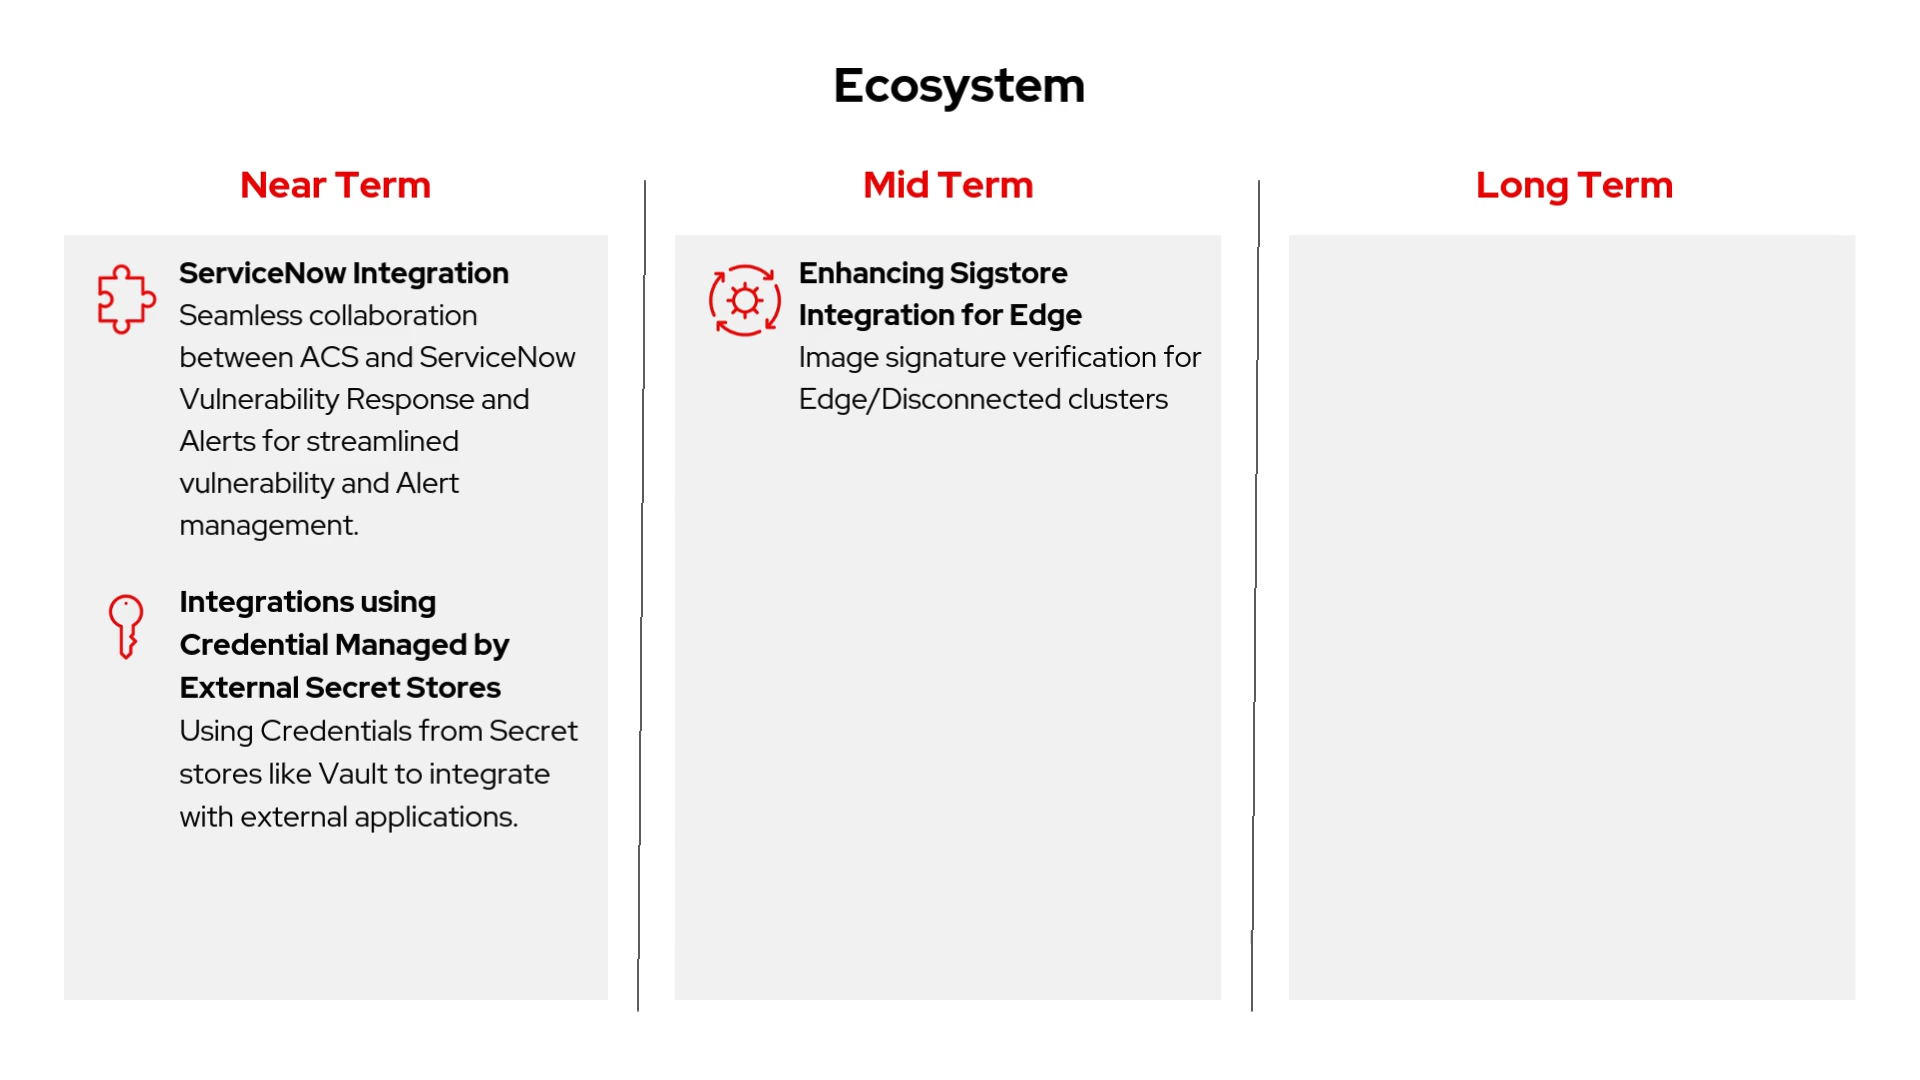 Ecosystem
Near Term
ServiceNow Integration
Seamless collaboration
between ACS and ServiceNow
Vulnerability Response and
Alerts for streamlined
vulnerability and Alert
management.
Integrations using
Credential Managed by
External Secret Stores
Using Credentials from Secret
stores like Vault to integrate
with external applications.
Mid Term
Enhancing Sigstore
Integration for Edge
Image signature verification for
Edge/Disconnected clusters
Long Term